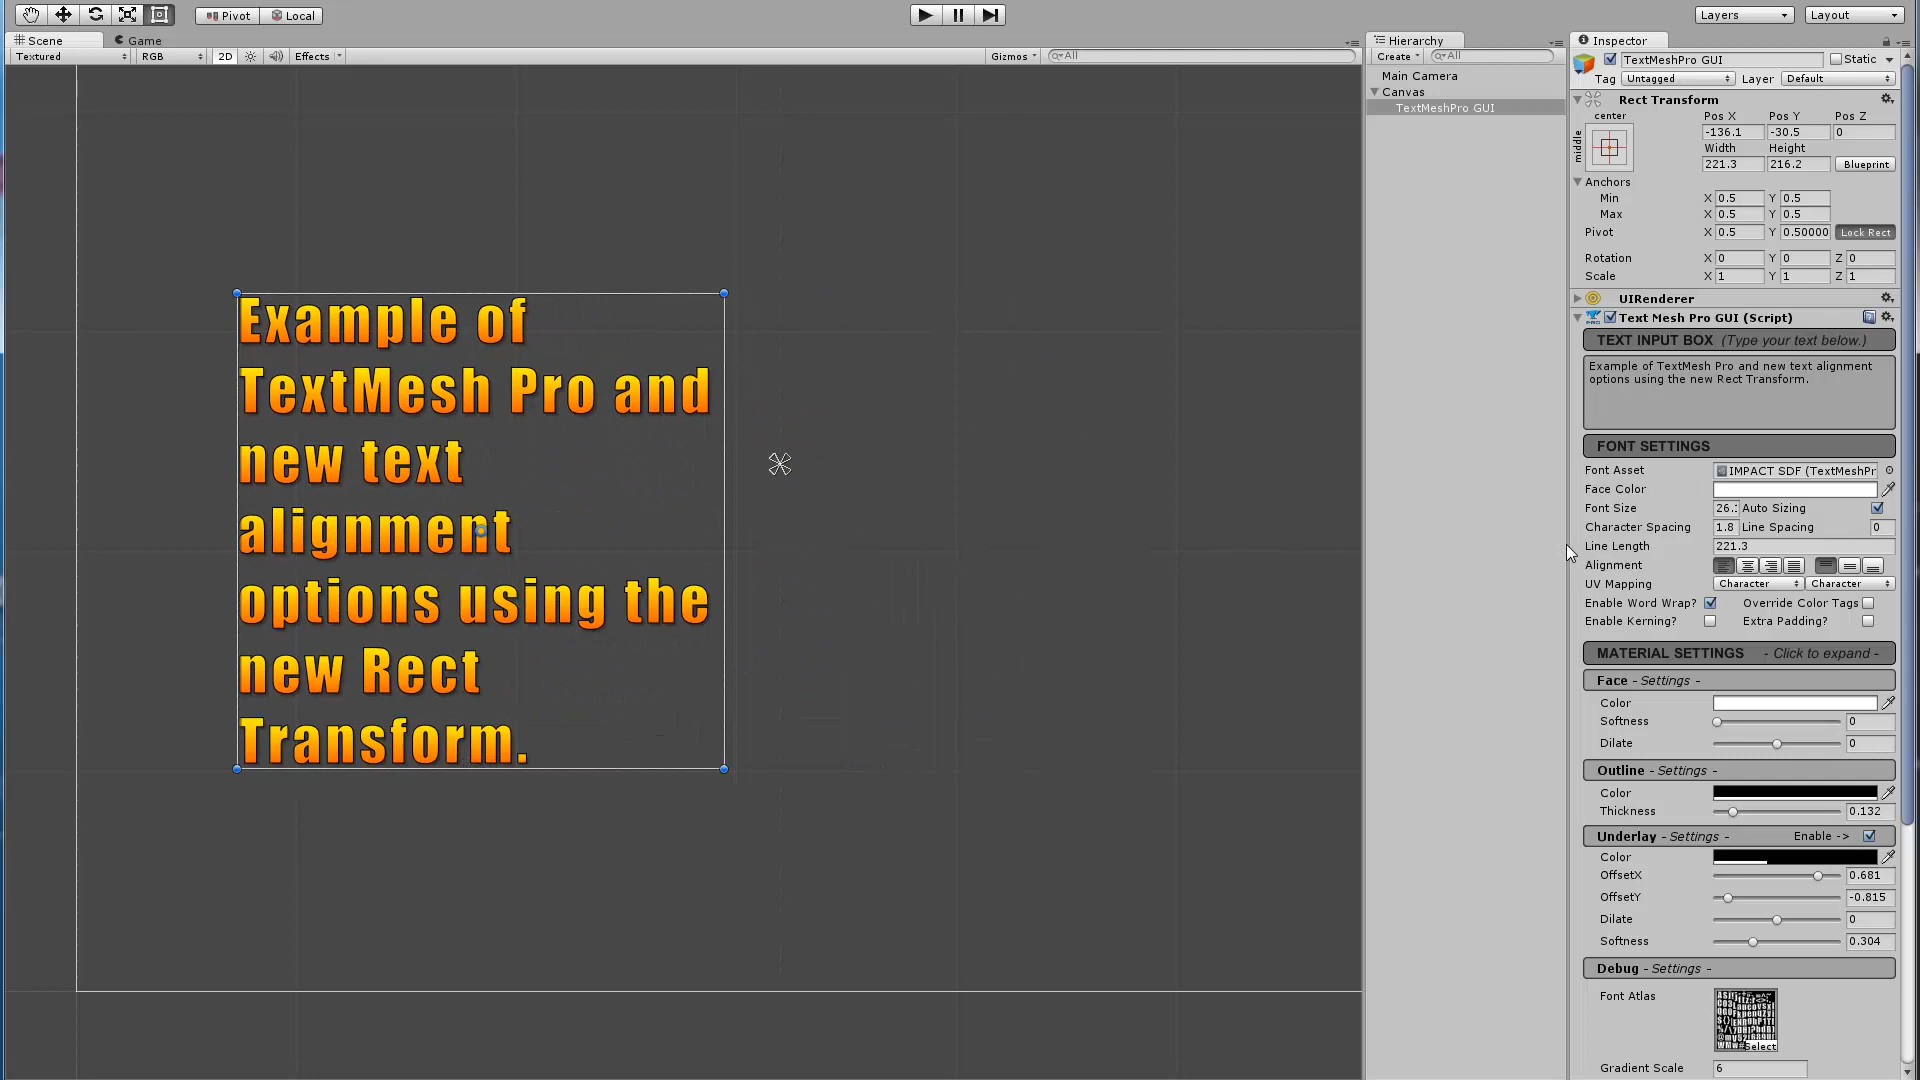 Pivot Local Layers Layout
Scene Game Hierarchy Inspector
Textured RGB 2D Effects Gizmos All Create All
Main Camera
Canvas
TextMeshPro GUI
Example of
TextMesh Pro and
new text
alignment
options using the
new Rect
Transform.
TextMeshPro GUI Static
Tag Untagged Layer Default
Rect Transform
center
middle
Pos X Pos Y Pos Z
-136.1 -30.5 0
Width Height
221.3 216.2 Blueprint
Anchors
Min X 0.5 Y 0.5
Max X 0.5 Y 0.5
Pivot X 0.5 Y 0.50000 Lock Rect
Rotation X 0 Y 0 Z 0
Scale X 1 Y 1 Z 1
UIRenderer
Text Mesh Pro GUI (Script)
TEXT INPUT BOX (Type your text below.)
Example of TextMesh Pro and new text alignment
options using the new Rect Transform.
FONT SETTINGS
Font Asset IMPACT SDF (TextMeshPr
Face Color
Font Size 26. Auto Sizing
Character Spacing 1.8 Line Spacing 0
Line Length 221.3
Alignment
UV Mapping Character Character
Enable Word Wrap? Override Color Tags
Enable Kerning? Extra Padding?
MATERIAL SETTINGS - Click to expand -
Face - Settings -
Color
Softness 0
Dilate 0
Outline - Settings -
Color
Thickness 0.132
Underlay - Settings - Enable ->
Color
OffsetX 0.681
OffsetY -0.815
Dilate 0
Softness 0.304
Debug - Settings -
Font Atlas
Select
Gradient Scale 6